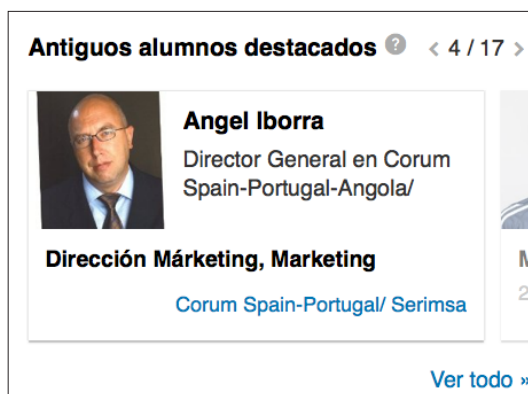 Antiguos alumnos destacados ? < 4 / 17 >
Angel Iborra
Director General en Corum
Spain-Portugal-Angola/
Dirección Márketing, Marketing
Corum Spain-Portugal/ Serimsa
Ver todo »